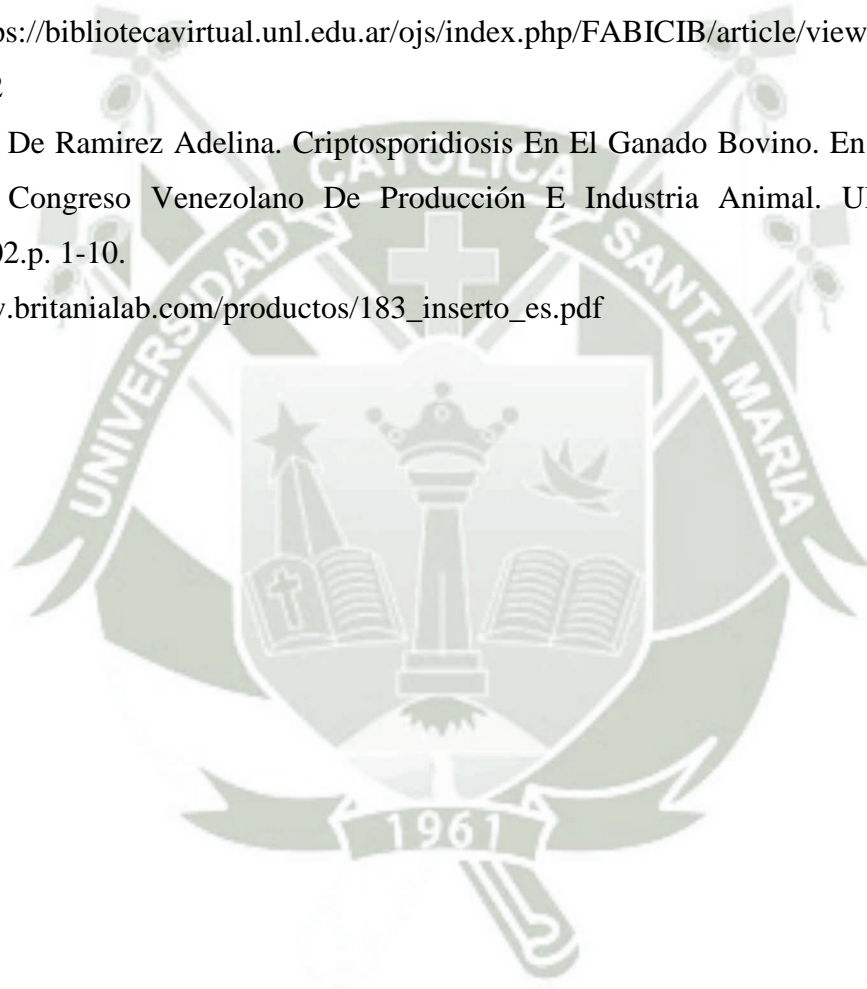 ps://bibliotecavirtual.unl.edu.ar/ojs/index.php/FABICIB/article/view
2
De Ramirez Adelina. Criptosporidiosis En El Ganado Bovino. En
Congreso Venezolano De Producción E Industria Animal. U
02.p. 1-10.
.britanialab.com/productos/183_inserto_es.pdf
UNIVERSIDAD CATOLICA SANTA MARIA
1961